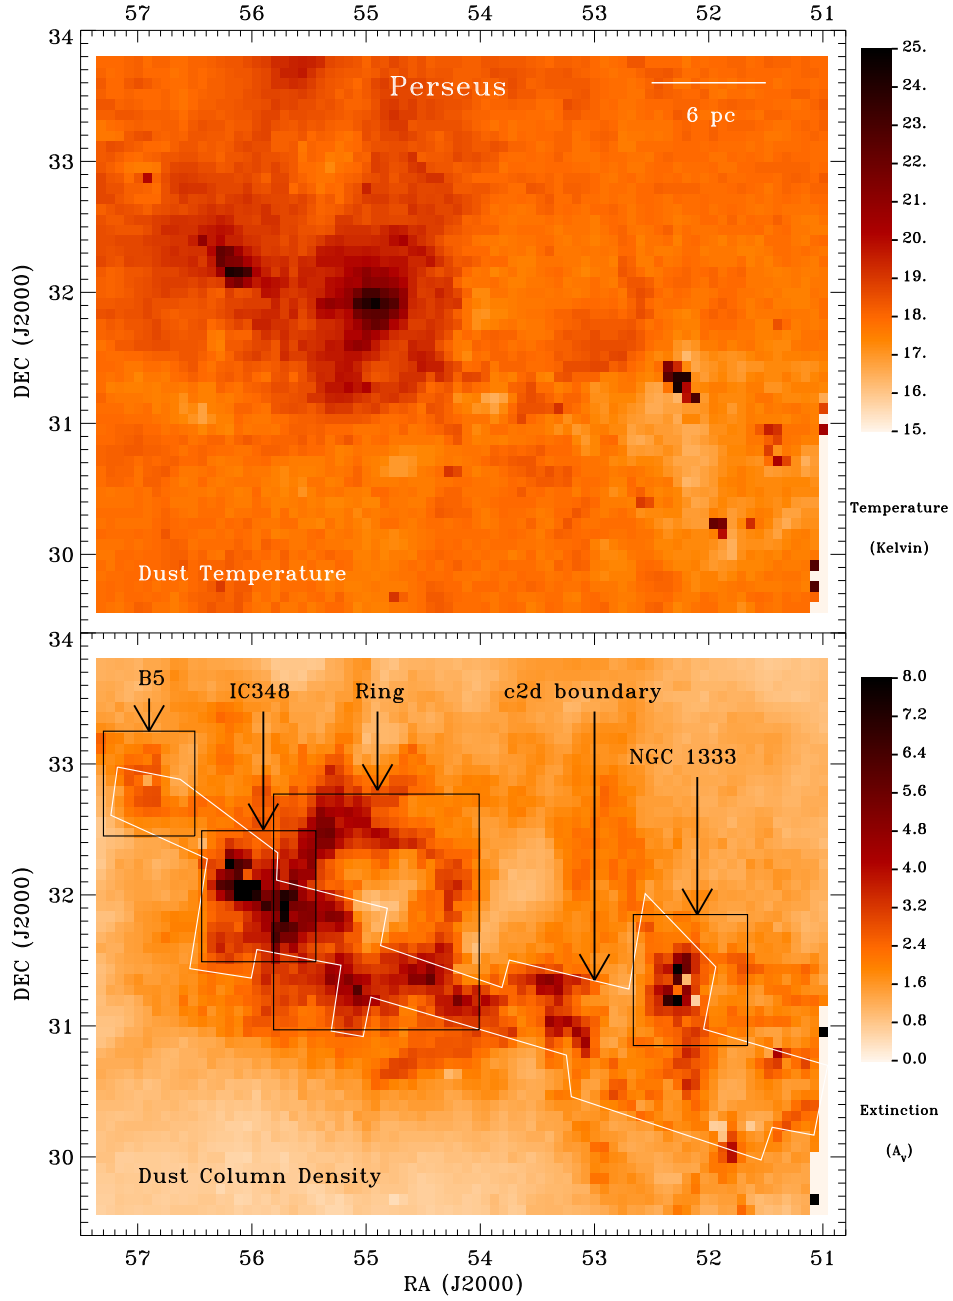 57 56 55 54 53 52 51
34
Perseus
6 pc
33
32
31
30
DEC (J2000)
Dust Temperature
25.
24.
23.
22.
21.
20.
19.
18.
17.
16.
15.
Temperature
(Kelvin)
34
B5
IC348 Ring c2d boundary
NGC 1333
33
32
31
30
DEC (J2000)
Dust Column Density
8.0
7.2
6.4
5.6
4.8
4.0
3.2
2.4
1.6
0.8
0.0
Extinction
(Av)
57 56 55 54 53 52 51
RA (J2000)